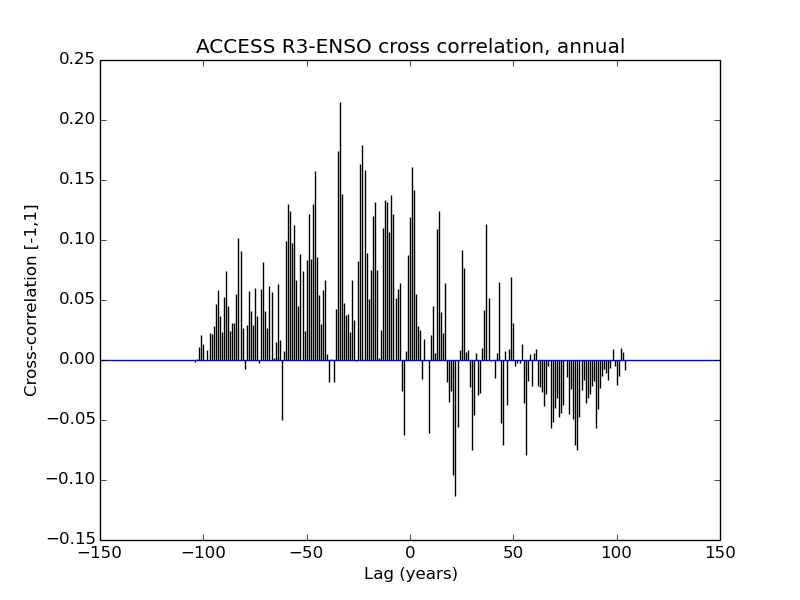 ACCESS R3-ENSO cross correlation, annual
0.25
0.20
0.15
0.10
0.05
0.00
−0.05
−0.10
−0.15
Cross-correlation [-1,1]
−150 −100 −50 0 50 100 150
Lag (years)